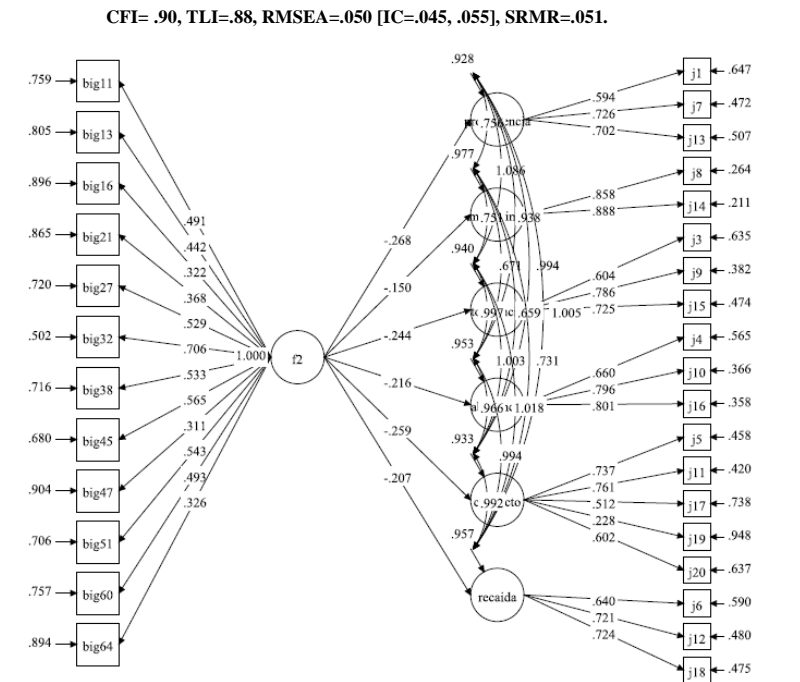 CFI= .90, TLI=.88, RMSEA=.050 [IC=.045, .055], SRMR=.051.
.759 big11
.805 big13
.896 big16
.865 big21
.720 big27
.502 big32
.716 big38
.680 big45
.904 big47
.706 big51
.757 big60
.894 big64
.491
.442
.322
.368
.529
.706
.533
.565
.311
.543
.493
.326
1.000 f2
-.268
-.150
-.244
-.216
-.259
-.207
.928
.977
.940
.953
.933
.957
1.086
.751
.938
.671
.994
.997
.659
1.005
1.003
.731
.966
1.018
.994
.992
recaida
.594
.726
.702
.858
.888
.604
.786
.725
.660
.796
.801
.737
.761
.512
.228
.602
.640
.721
.724
j1 .647
j7 .472
j13 .507
j8 .264
j14 .211
j3 .635
j9 .382
j15 .474
j4 .565
j10 .366
j16 .358
j5 .458
j11 .420
j17 .738
j19 .948
j20 .637
j6 .590
j12 .480
j18 .475